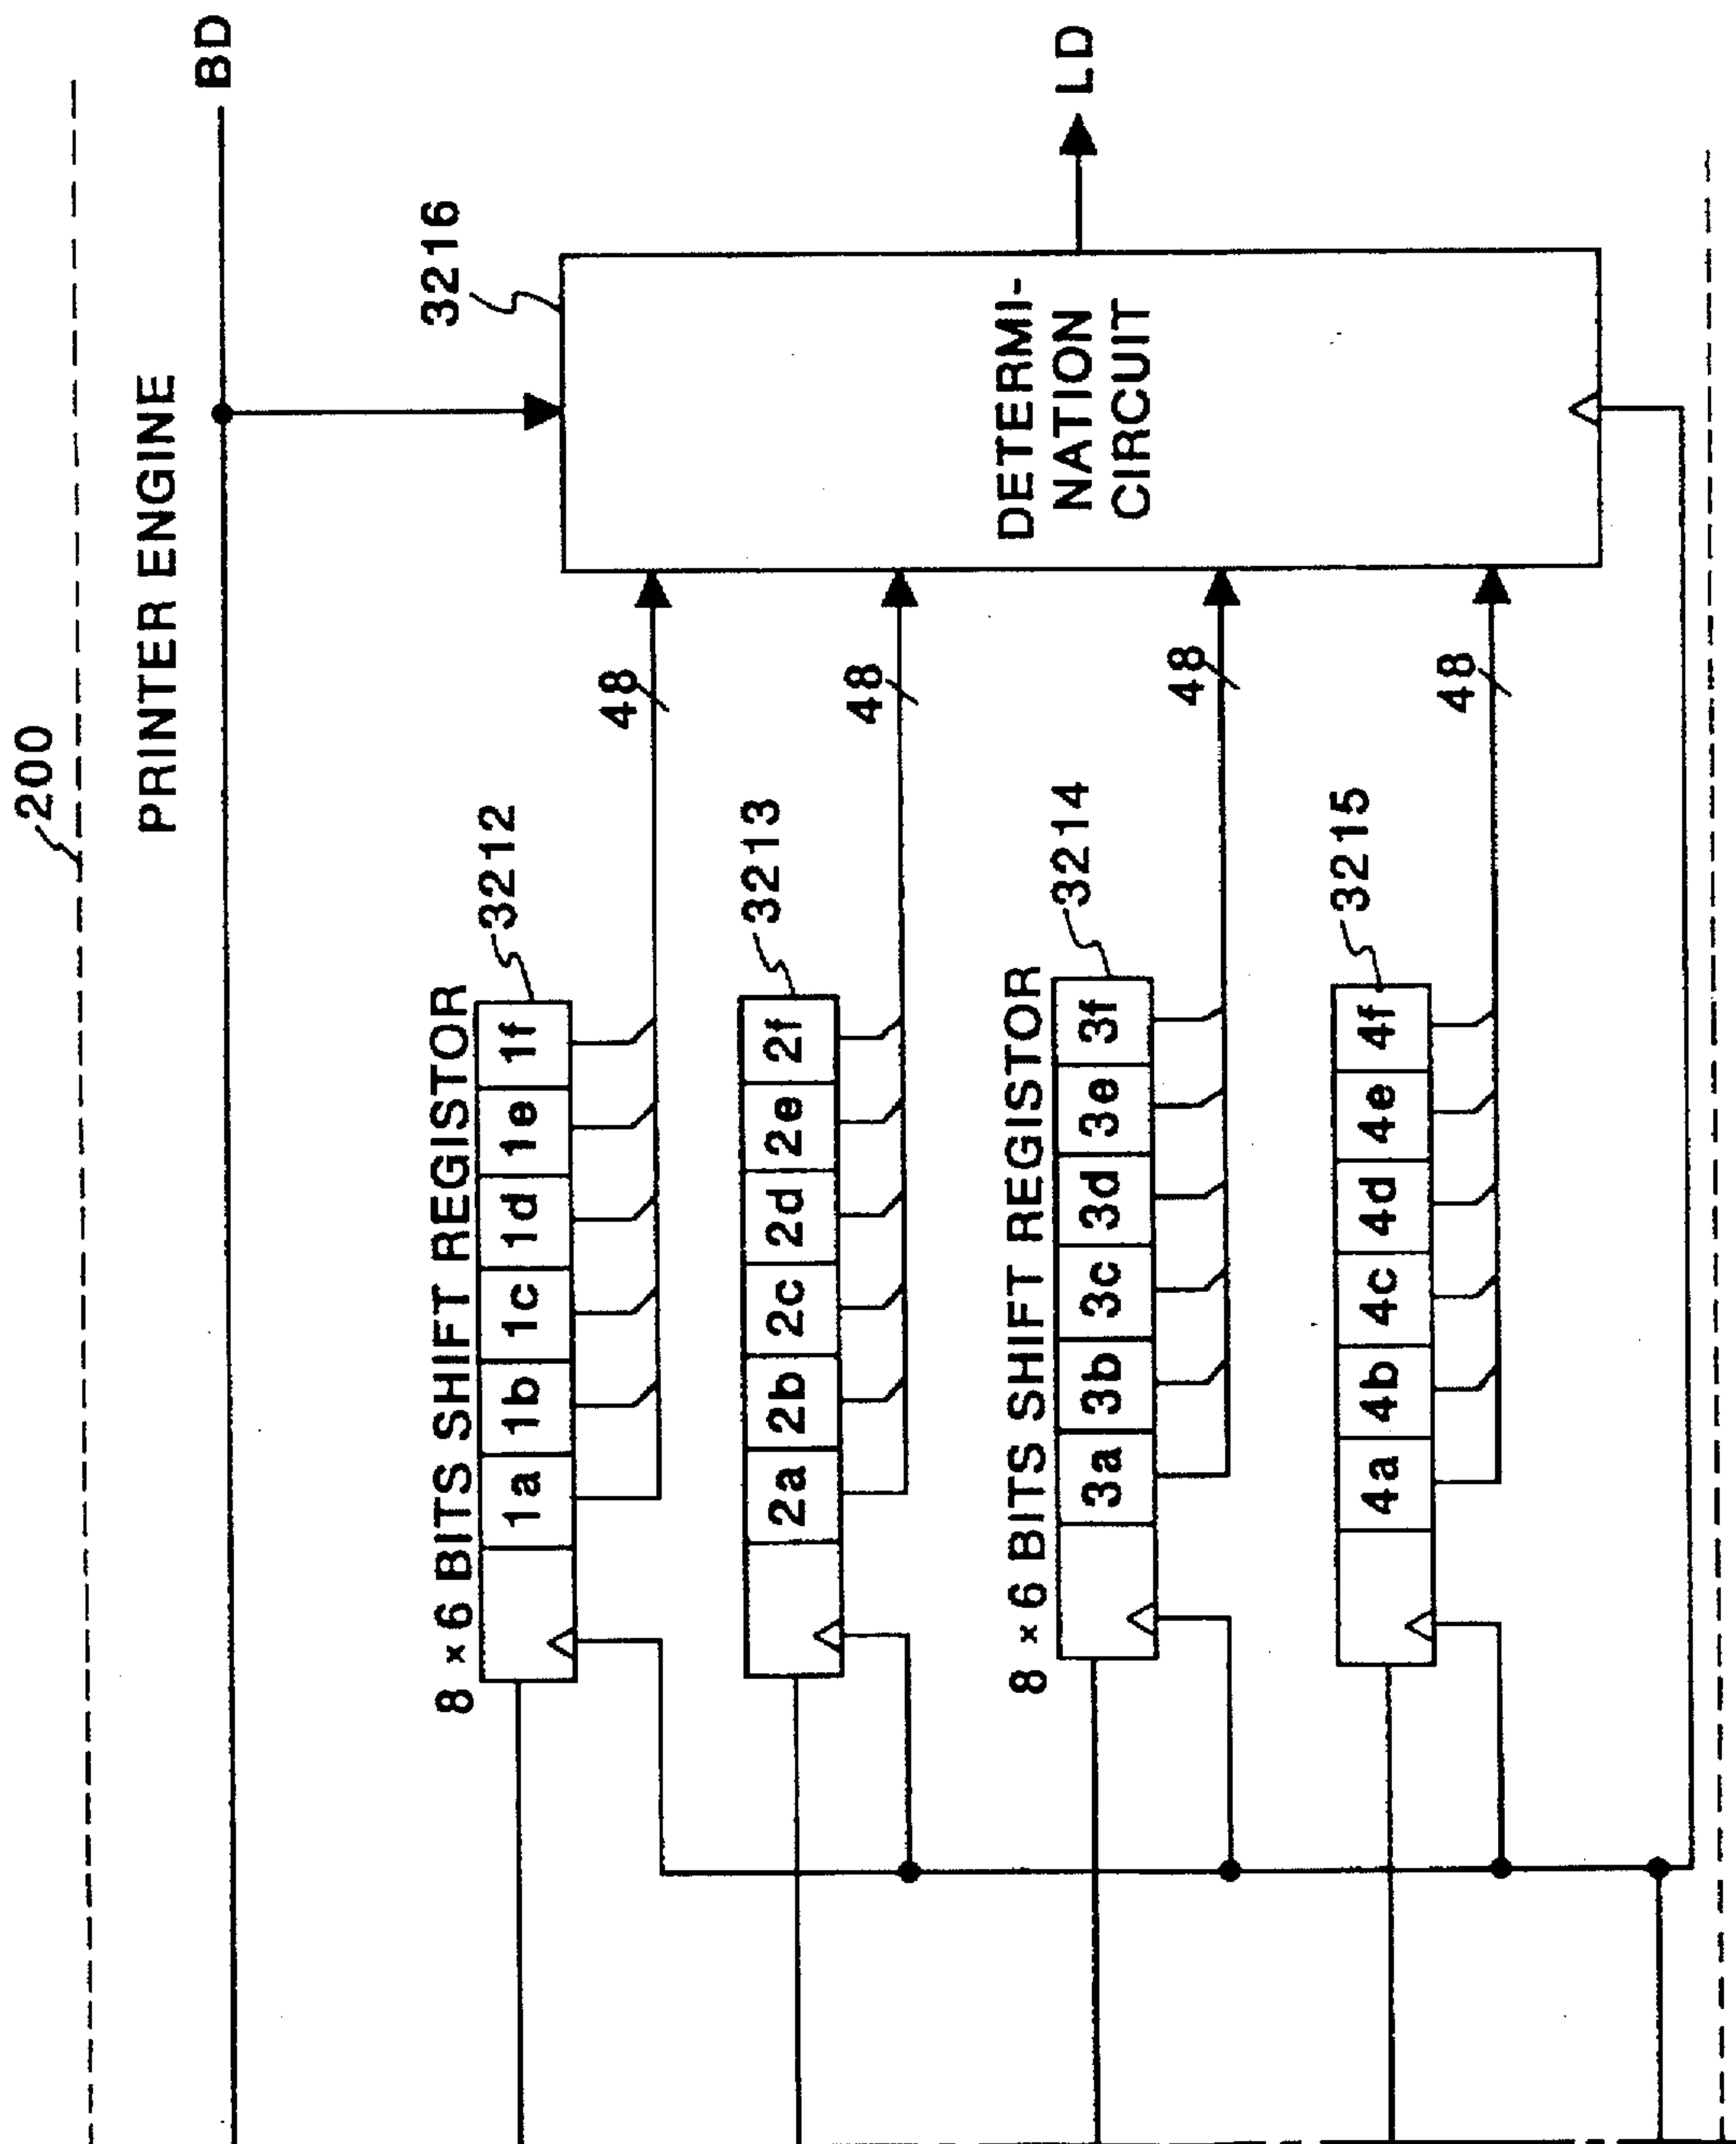 200
PRINTER ENGINE
BD
8 × 6 BITS SHIFT REGISTOR
3212
1a 1b 1c 1d 1e 1f
48
3216
3213
2a 2b 2c 2d 2e 2f
48
8 × 6 BITS SHIFT REGISTOR
3214
3a 3b 3c 3d 3e 3f
48
3215
4a 4b 4c 4d 4e 4f
48
DETERMI-
NATION
CIRCUIT
LD